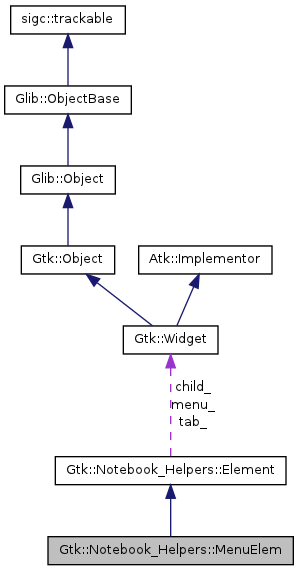 sigc::trackable
Glib::ObjectBase
Glib::Object
Gtk::Object
Atk::Implementor
Gtk::Widget
child_
menu_
tab_
Gtk::Notebook_Helpers::Element
Gtk::Notebook_Helpers::MenuElem